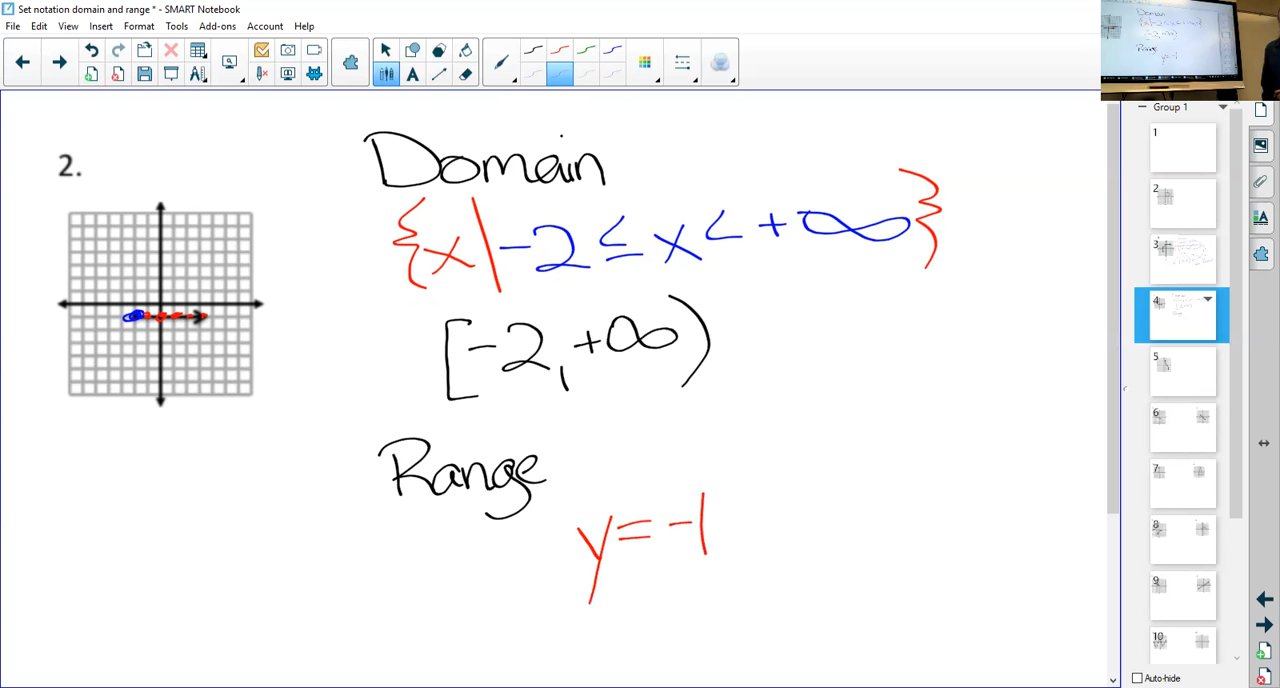 Set notation domain and range * - SMART Notebook
File Edit View Insert Format Tools Add-ons Account Help
Group 1
2.
Domain
{x|-2 ≤ x < +∞}
[-2, +∞)
Range
y = -1
1
2
3
4
5
6
7
8
9
10
Auto-hide